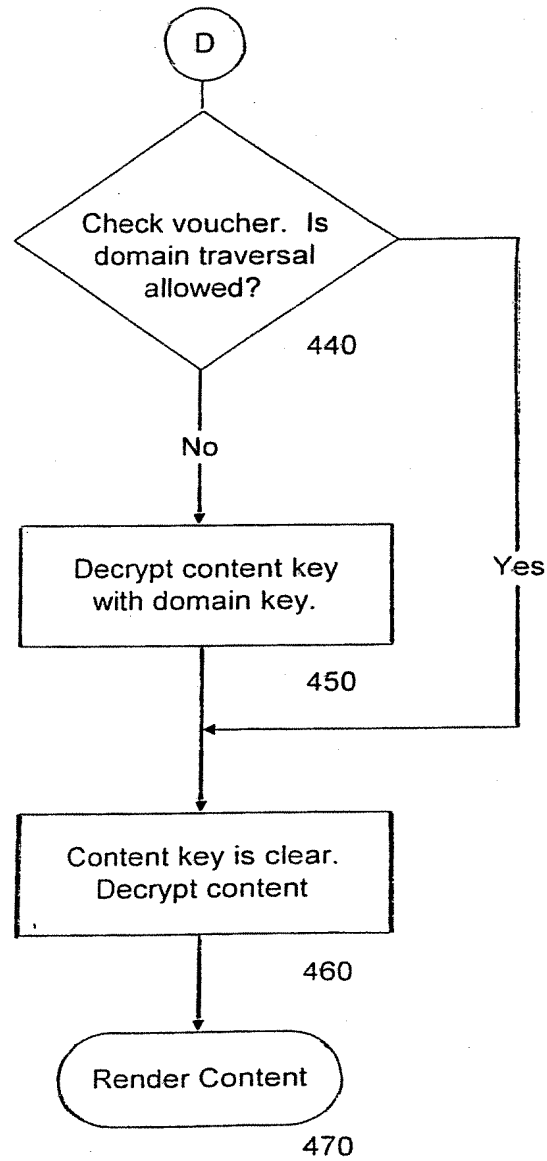 D
Check voucher. Is
domain traversal
allowed?
440
No
Yes
Decrypt content key
with domain key.
450
Content key is clear.
Decrypt content
460
Render Content
470